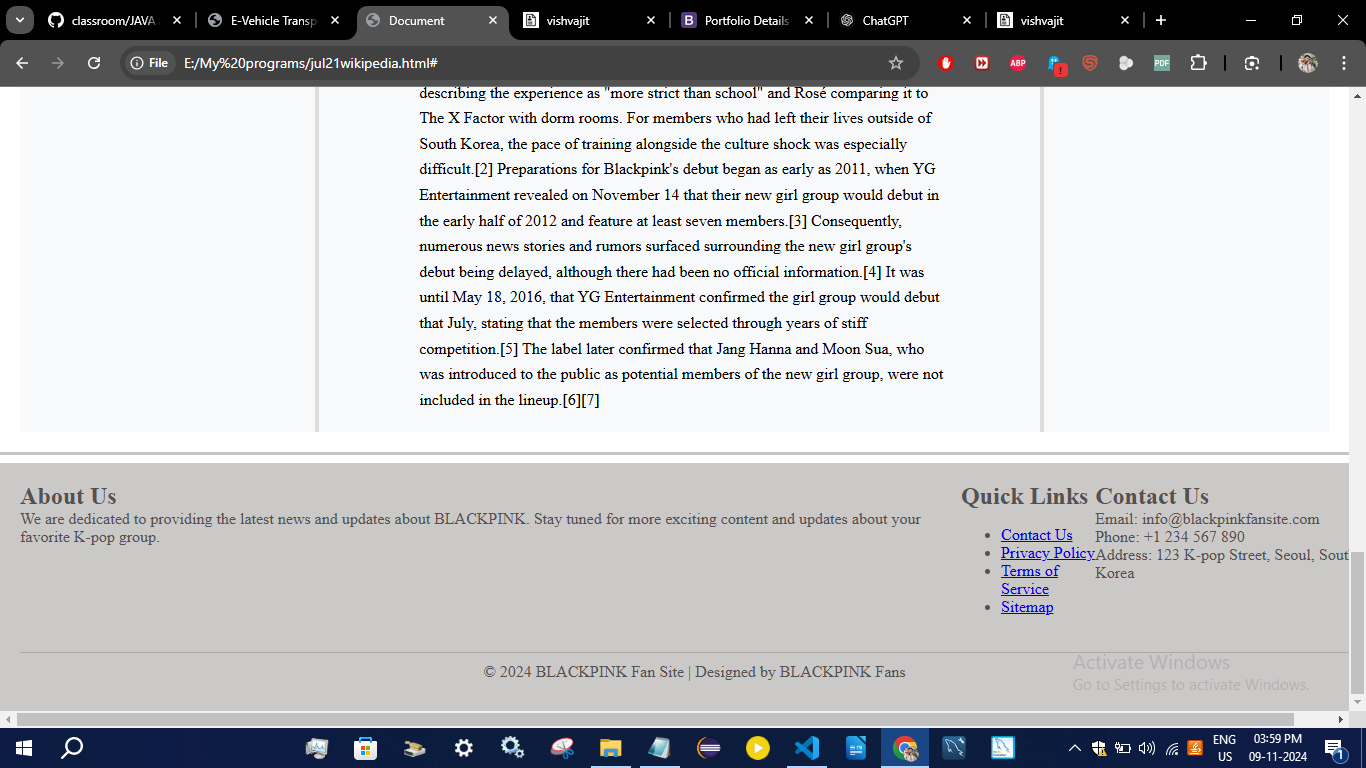 classroom/JAVA
E-Vehicle Transp
Document
vishvajit
Portfolio Details
ChatGPT
vishvajit
File
E:/My%20programs/jul21wikipedia.html#
ABP
PDF
describing the experience as "more strict than school" and Rosé comparing it to
The X Factor with dorm rooms. For members who had left their lives outside of
South Korea, the pace of training alongside the culture shock was especially
difficult.[2] Preparations for Blackpink's debut began as early as 2011, when YG
Entertainment revealed on November 14 that their new girl group would debut in
the early half of 2012 and feature at least seven members.[3] Consequently,
numerous news stories and rumors surfaced surrounding the new girl group's
debut being delayed, although there had been no official information.[4] It was
until May 18, 2016, that YG Entertainment confirmed the girl group would debut
that July, stating that the members were selected through years of stiff
competition.[5] The label later confirmed that Jang Hanna and Moon Sua, who
was introduced to the public as potential members of the new girl group, were not
included in the lineup.[6][7]
About Us
We are dedicated to providing the latest news and updates about BLACKPINK. Stay tuned for more exciting content and updates about your
favorite K-pop group.
Quick Links
Contact Us
Privacy Policy
Terms of
Service
Sitemap
Contact Us
Email: info@blackpinkfansite.com
Phone: +1 234 567 890
Address: 123 K-pop Street, Seoul, Sout
Korea
© 2024 BLACKPINK Fan Site | Designed by BLACKPINK Fans
Activate Windows
Go to Settings to activate Windows.
ENG
US
03:59 PM
09-11-2024
1